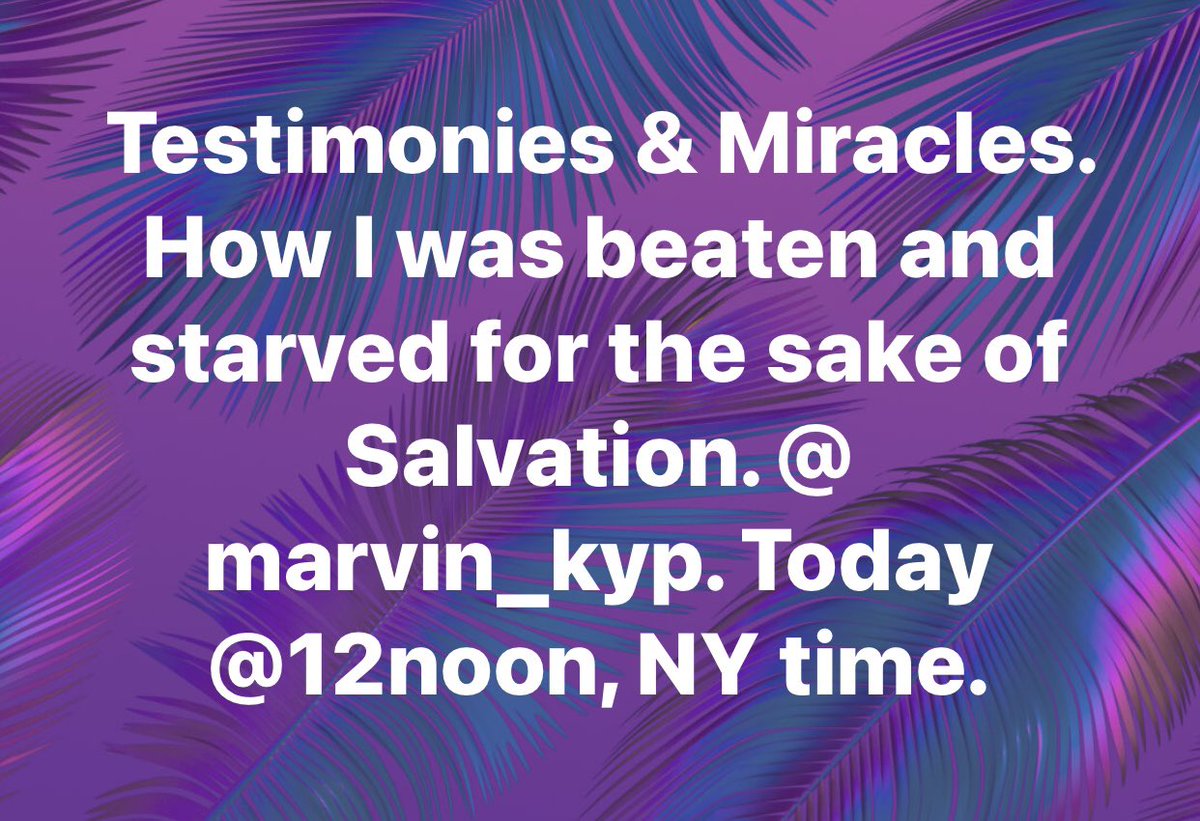 Testimonies & Miracles.
How I was beaten and
starved for the sake of
Salvation. @
marvin_kyp. Today
@12noon, NY time.